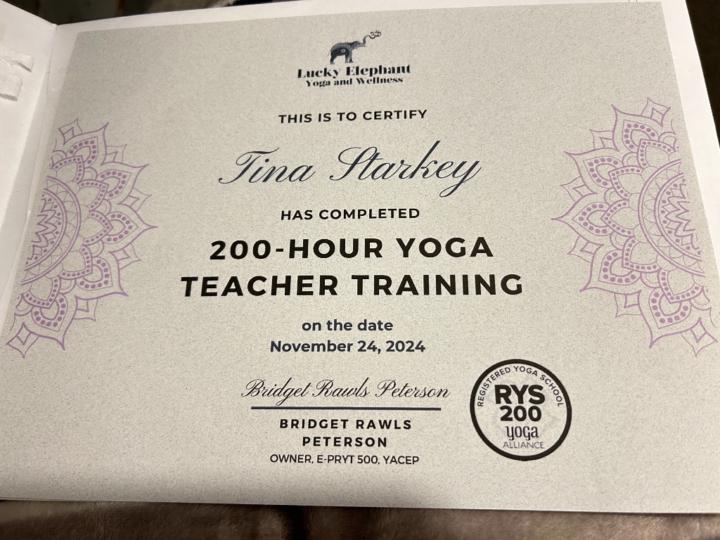 Lucky Elephant
Yoga and Wellness
THIS IS TO CERTIFY
Tina Starkey
HAS COMPLETED
200-HOUR YOGA
TEACHER TRAINING
on the date
November 24, 2024
Bridget Rawls Peterson
BRIDGET RAWLS
PETERSON
OWNER, E-PRYT 500, YACEP
REGISTERED YOGA SCHOOL
RYS
200
yoga
ALLIANCE